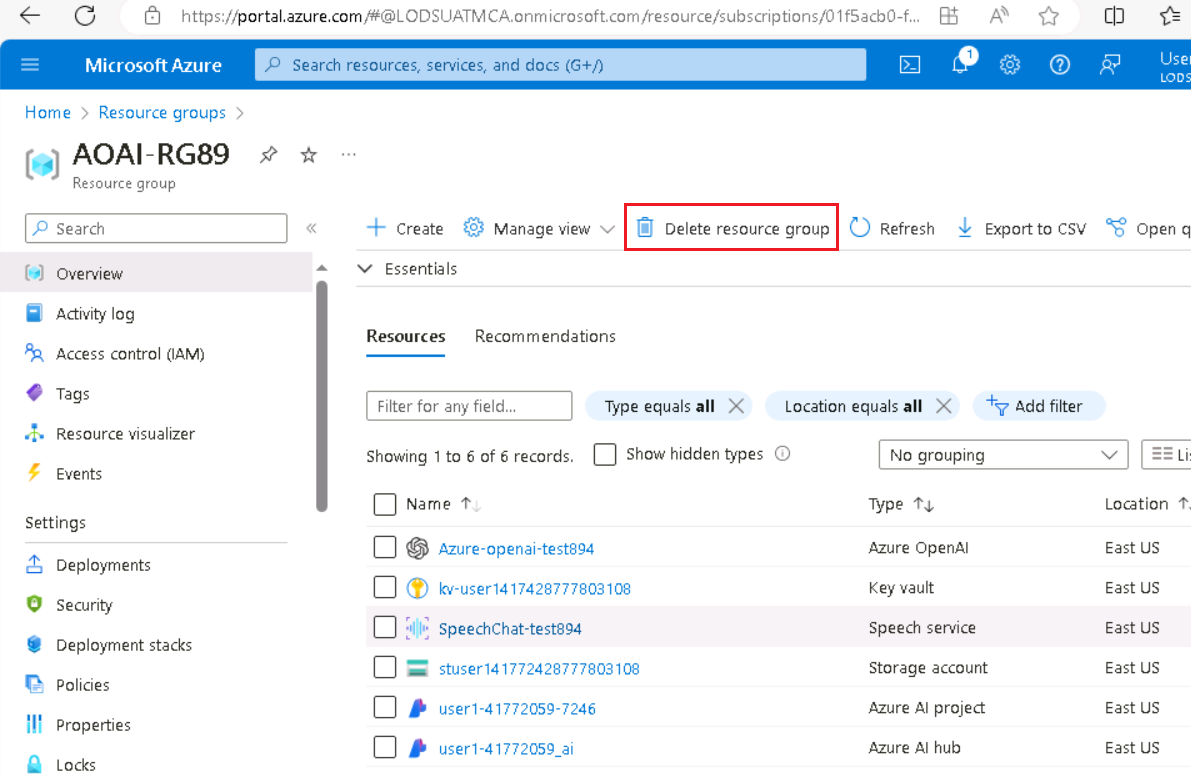 https://portal.azure.com/#@LODSUATMCA.onmicrosoft.com/resource/subscriptions/01f5acb0-f...
Microsoft Azure
Search resources, services, and docs (G+/)
1
User
LODS
Home > Resource groups >
AOAI-RG89
Resource group
Search
Create
Manage view
Delete resource group
Refresh
Export to CSV
Open q
Essentials
Overview
Activity log
Access control (IAM)
Tags
Resource visualizer
Events
Settings
Deployments
Security
Deployment stacks
Policies
Properties
Locks
Resources
Recommendations
Filter for any field...
Type equals all
Location equals all
Add filter
Showing 1 to 6 of 6 records.
Show hidden types
No grouping
Lis
Name
Type
Location
Azure-openai-test894 Azure OpenAI East US
kv-user1417428777803108 Key vault East US
SpeechChat-test894 Speech service East US
stuser141772428777803108 Storage account East US
user1-41772059-7246 Azure AI project East US
user1-41772059_ai Azure AI hub East US